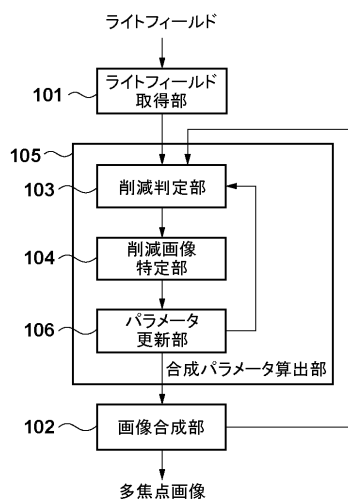 ライトフィールド
101
ライトフィールド
取得部
105
103
削減判定部
104
削減画像
特定部
106
パラメータ
更新部
合成パラメータ算出部
102
画像合成部
多焦点画像